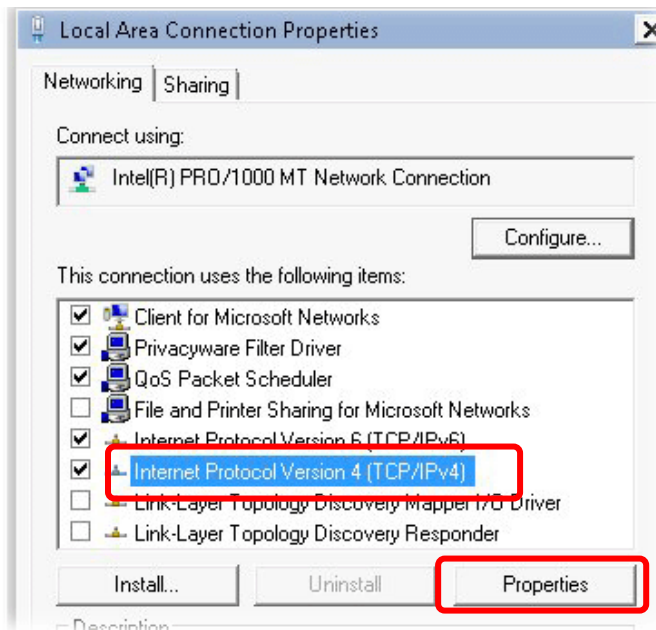 Local Area Connection Properties
Networking
Sharing
Connect using:
Intel(R) PRO/1000 MT Network Connection
Configure...
This connection uses the following items:
Client for Microsoft Networks
Privacyware Filter Driver
QoS Packet Scheduler
File and Printer Sharing for Microsoft Networks
Internet Protocol Version 6 (TCP/IPv6)
Internet Protocol Version 4 (TCP/IPv4)
Link-Layer Topology Discovery Mapper I/O Driver
Link-Layer Topology Discovery Responder
Install...
Uninstall
Properties
Description